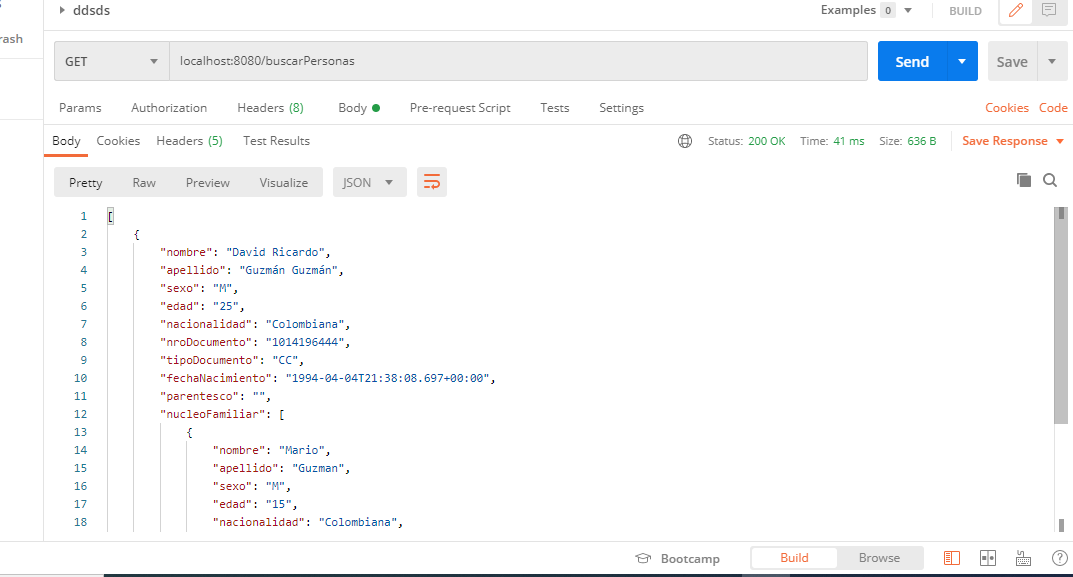 ddsds
Examples 0
BUILD
rash
GET
localhost:8080/buscarPersonas
Send
Save
Params Authorization Headers (8) Body Pre-request Script Tests Settings Cookies Code
Body Cookies Headers (5) Test Results Status: 200 OK Time: 41 ms Size: 636 B Save Response
Pretty Raw Preview Visualize JSON
1 [
2 {
3 "nombre": "David Ricardo",
4 "apellido": "Guzmán Guzmán",
5 "sexo": "M",
6 "edad": "25",
7 "nacionalidad": "Colombiana",
8 "nroDocumento": "1014196444",
9 "tipoDocumento": "CC",
10 "fechaNacimiento": "1994-04-04T21:38:08.697+00:00",
11 "parentesco": "",
12 "nucleoFamiliar": [
13 {
14 "nombre": "Mario",
15 "apellido": "Guzman",
16 "sexo": "M",
17 "edad": "15",
18 "nacionalidad": "Colombiana",
Bootcamp Build Browse